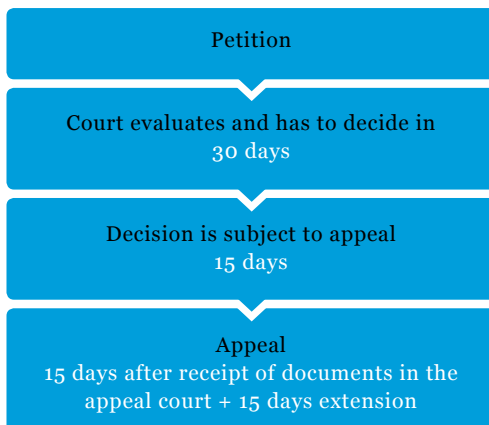 Petition
Court evaluates and has to decide in
30 days
Decision is subject to appeal
15 days
Appeal
15 days after receipt of documents in the
appeal court + 15 days extension